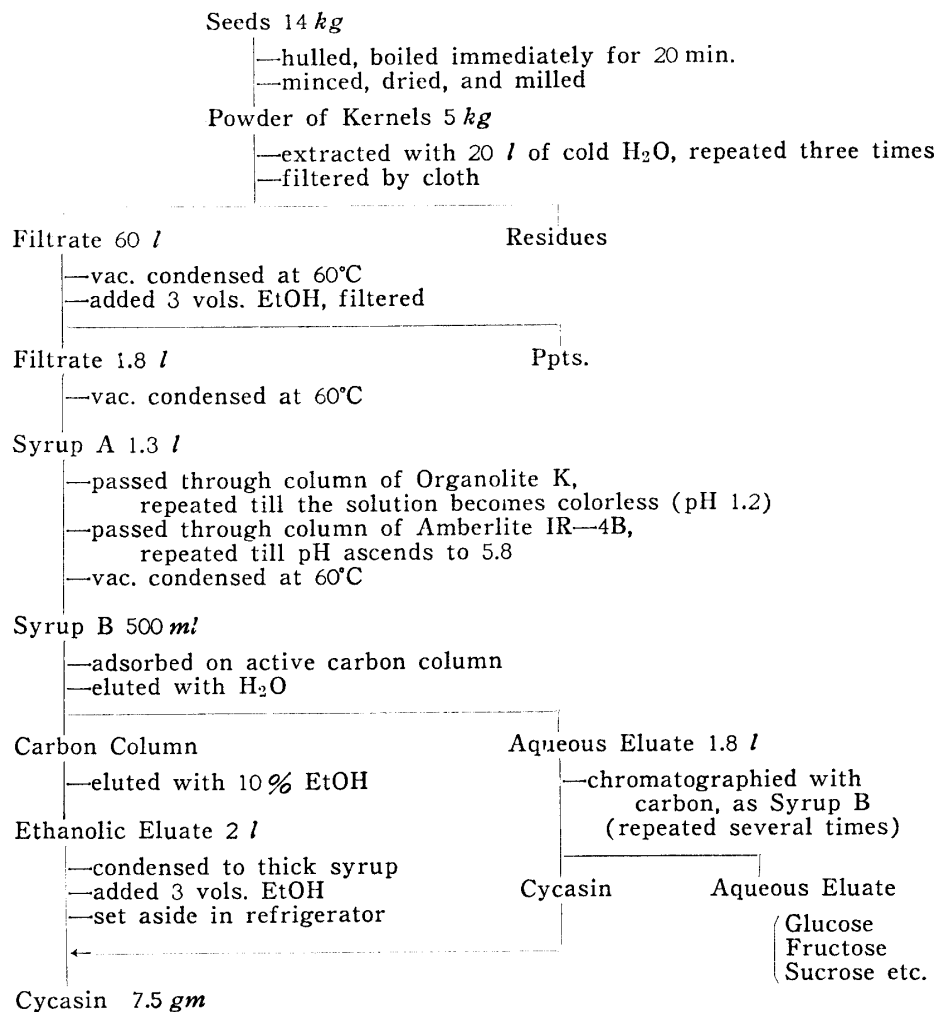 Seeds 14 kg
—hulled, boiled immediately for 20 min.
—minced, dried, and milled
Powder of Kernels 5 kg
—extracted with 20 l of cold H₂O, repeated three times
—filtered by cloth
Filtrate 60 l
Residues
—vac. condensed at 60°C
—added 3 vols. EtOH, filtered
Filtrate 1.8 l
Ppts.
—vac. condensed at 60°C
Syrup A 1.3 l
—passed through column of Organolite K,
repeated till the solution becomes colorless (pH 1.2)
—passed through column of Amberlite IR—4B,
repeated till pH ascends to 5.8
—vac. condensed at 60°C
Syrup B 500 ml
—adsorbed on active carbon column
—eluted with H₂O
Carbon Column
—eluted with 10% EtOH
Ethanolic Eluate 2 l
—condensed to thick syrup
—added 3 vols. EtOH
—set aside in refrigerator
Aqueous Eluate 1.8 l
—chromatographied with
carbon, as Syrup B
(repeated several times)
Cycasin
Aqueous Eluate
Glucose
Fructose
Sucrose etc.
Cycasin 7.5 gm